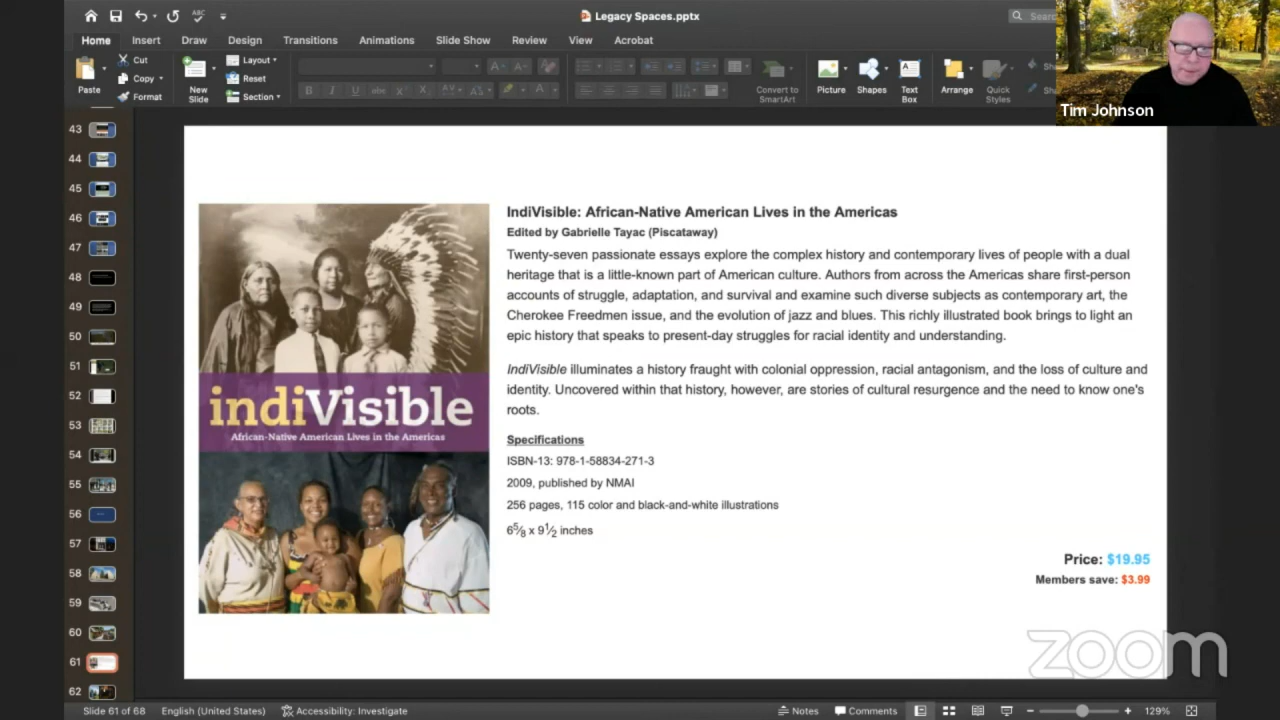 ABC
Legacy Spaces.pptx
Home Insert Draw Design Transitions Animations Slide Show Review View Acrobat
Paste
Cut
Copy
Format
New
Slide
Layout
Reset
Section
B I U abc
Convert to
SmartArt
Picture
Shapes
Text
Box
Arrange
Quick
Styles
Tim Johnson
43
44
45
46
47
48
49
50
51
52
53
54
55
56
57
58
59
60
61
62
indiVisible
African-Native American Lives in the Americas
IndiVisible: African-Native American Lives in the Americas
Edited by Gabrielle Tayac (Piscataway)
Twenty-seven passionate essays explore the complex history and contemporary lives of people with a dual
heritage that is a little-known part of American culture. Authors from across the Americas share first-person
accounts of struggle, adaptation, and survival and examine such diverse subjects as contemporary art, the
Cherokee Freedmen issue, and the evolution of jazz and blues. This richly illustrated book brings to light an
epic history that speaks to present-day struggles for racial identity and understanding.
IndiVisible illuminates a history fraught with colonial oppression, racial antagonism, and the loss of culture and
identity. Uncovered within that history, however, are stories of cultural resurgence and the need to know one's
roots.
Specifications
ISBN-13: 978-1-58834-271-3
2009, published by NMAI
256 pages, 115 color and black-and-white illustrations
6⅝ x 9½ inches
Price: $19.95
Members save: $3.99
zoom
Slide 61 of 68 English (United States) Accessibility: Investigate
Notes Comments 129%